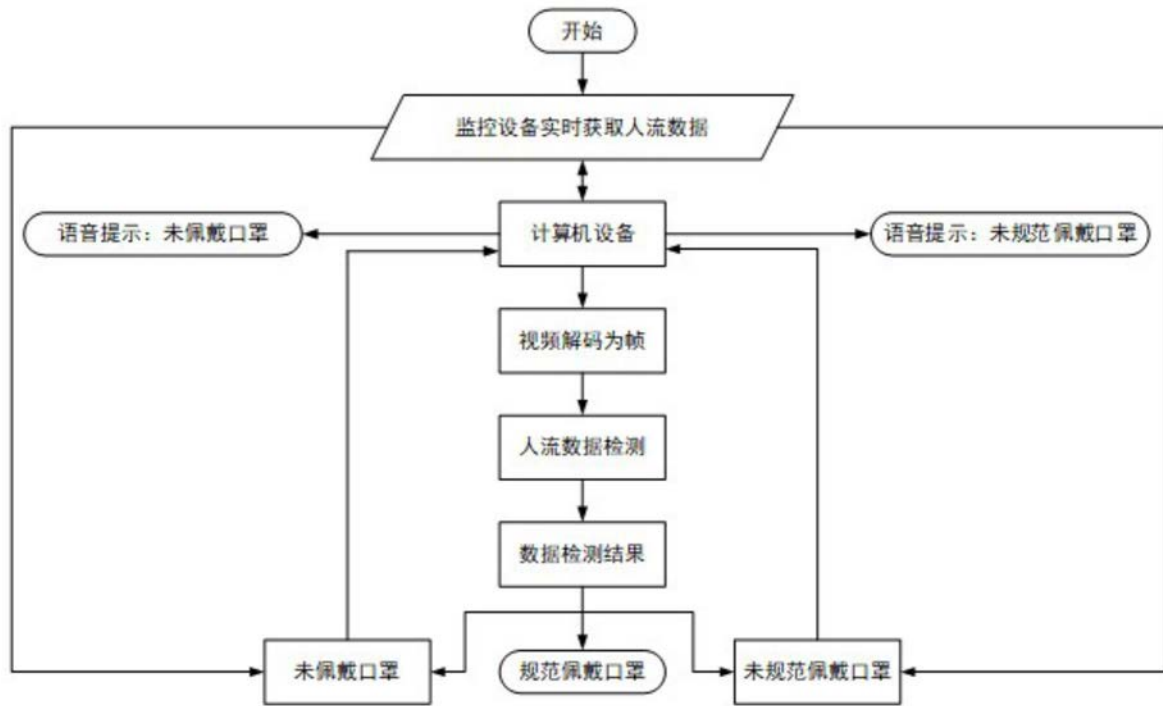 开始
监控设备实时获取人流数据
语音提示：未佩戴口罩
计算机设备
语音提示：未规范佩戴口罩
视频解码为帧
人流数据检测
数据检测结果
未佩戴口罩
规范佩戴口罩
未规范佩戴口罩